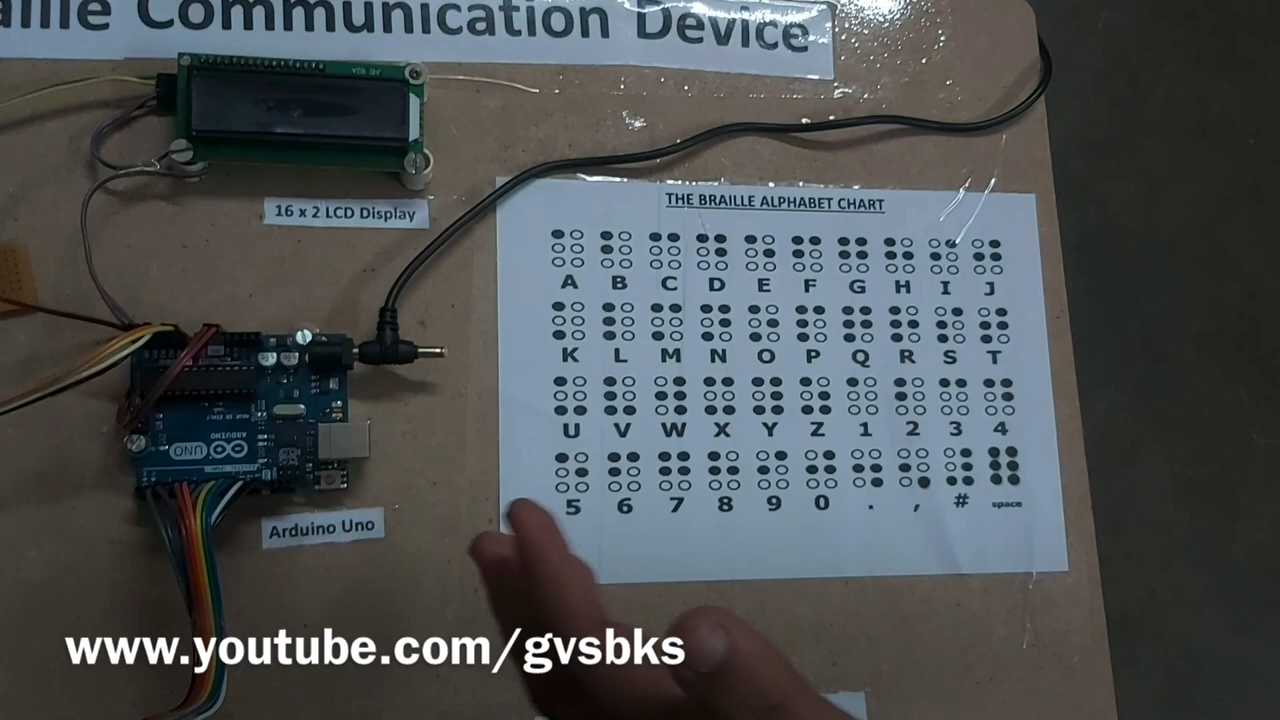 aille Communication Device
16 x 2 LCD Display
THE BRAILLE ALPHABET CHART
A B C D E F G H I J
K L M N O P Q R S T
U V W X Y Z 1 2 3 4
5 6 7 8 9 0 . , # space
UNO
ARDUINO
Arduino Uno
www.youtube.com/gvsbks